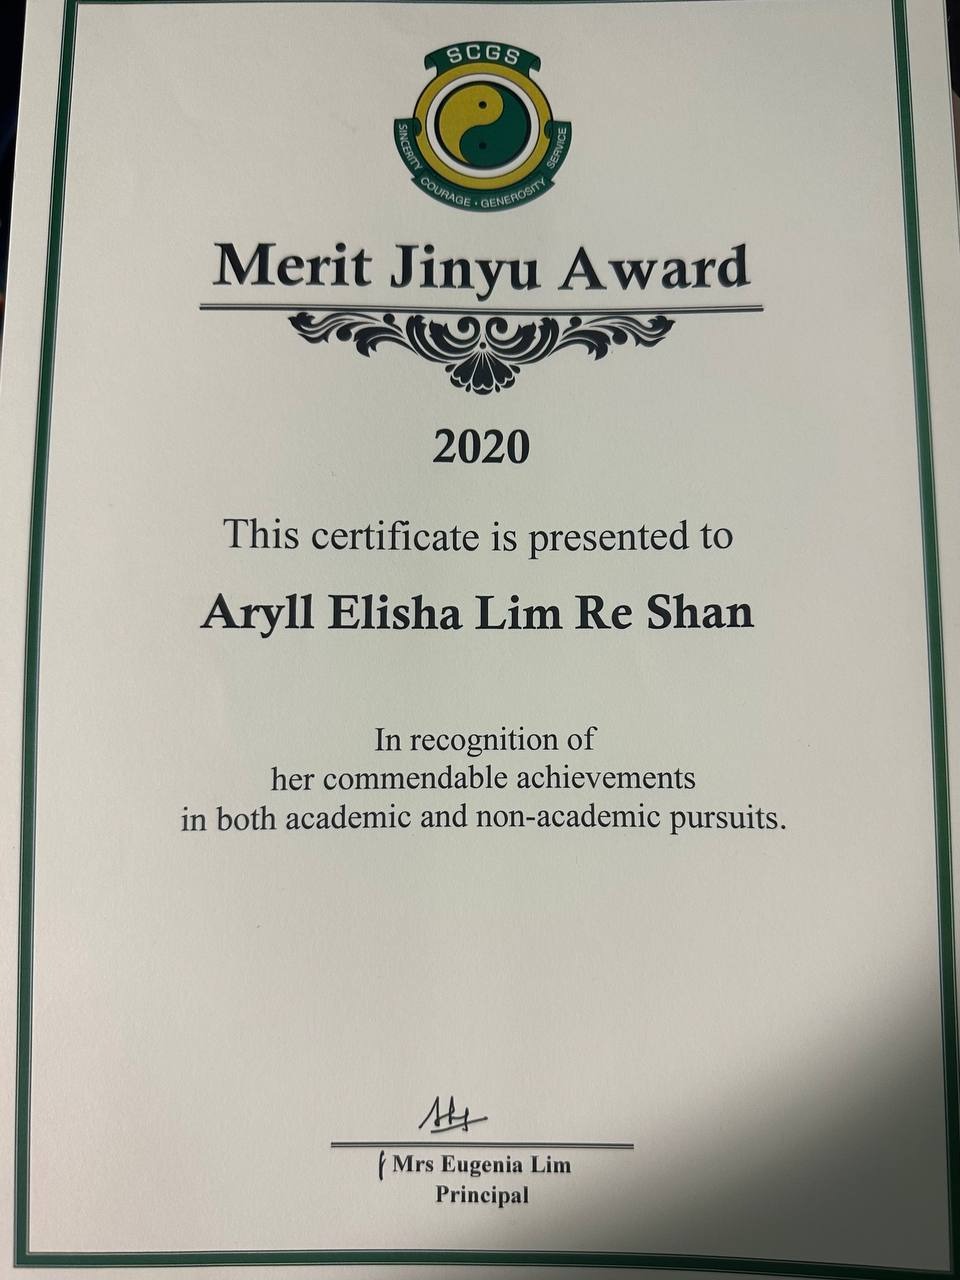 SCGS
SINCERITY COURAGE · GENEROSITY SERVICE
Merit Jinyu Award
2020
This certificate is presented to
Aryll Elisha Lim Re Shan
In recognition of
her commendable achievements
in both academic and non-academic pursuits.
Mrs Eugenia Lim
Principal